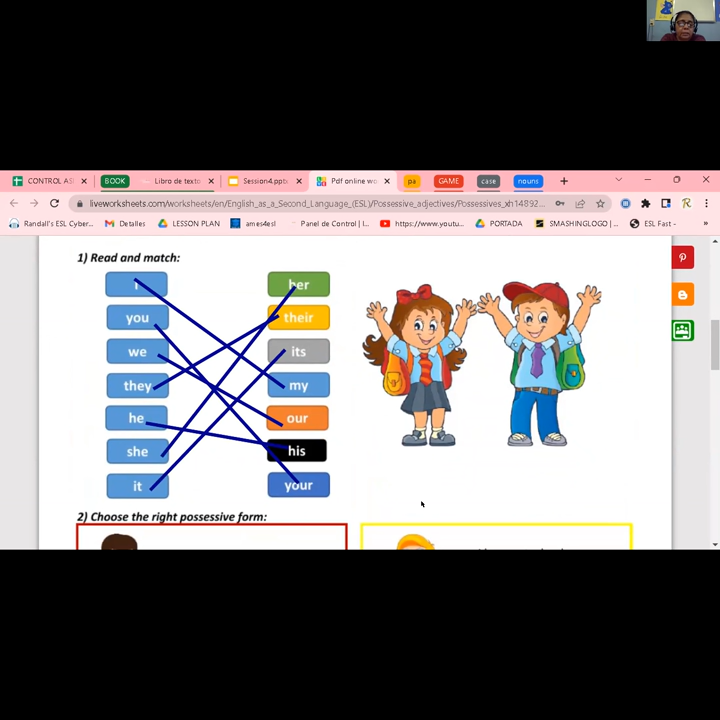 CONTROL AS
BOOK
Libro de texto
Session4.pptx
Pdf online wo
pa
GAME
case
nouns
liveworksheets.com/worksheets/en/English_as_a_Second_Language_(ESL)/Possessive_adjectives/Possessives_xh14892...
Randall's ESL Cyber...
Detalles
LESSON PLAN
ames4esl
Panel de Control | I...
https://www.youtu...
PORTADA
SMASHINGLOGO | ...
ESL Fast -
1) Read and match:
I her
you their
we its
they my
he our
she his
it your
2) Choose the right possessive form: